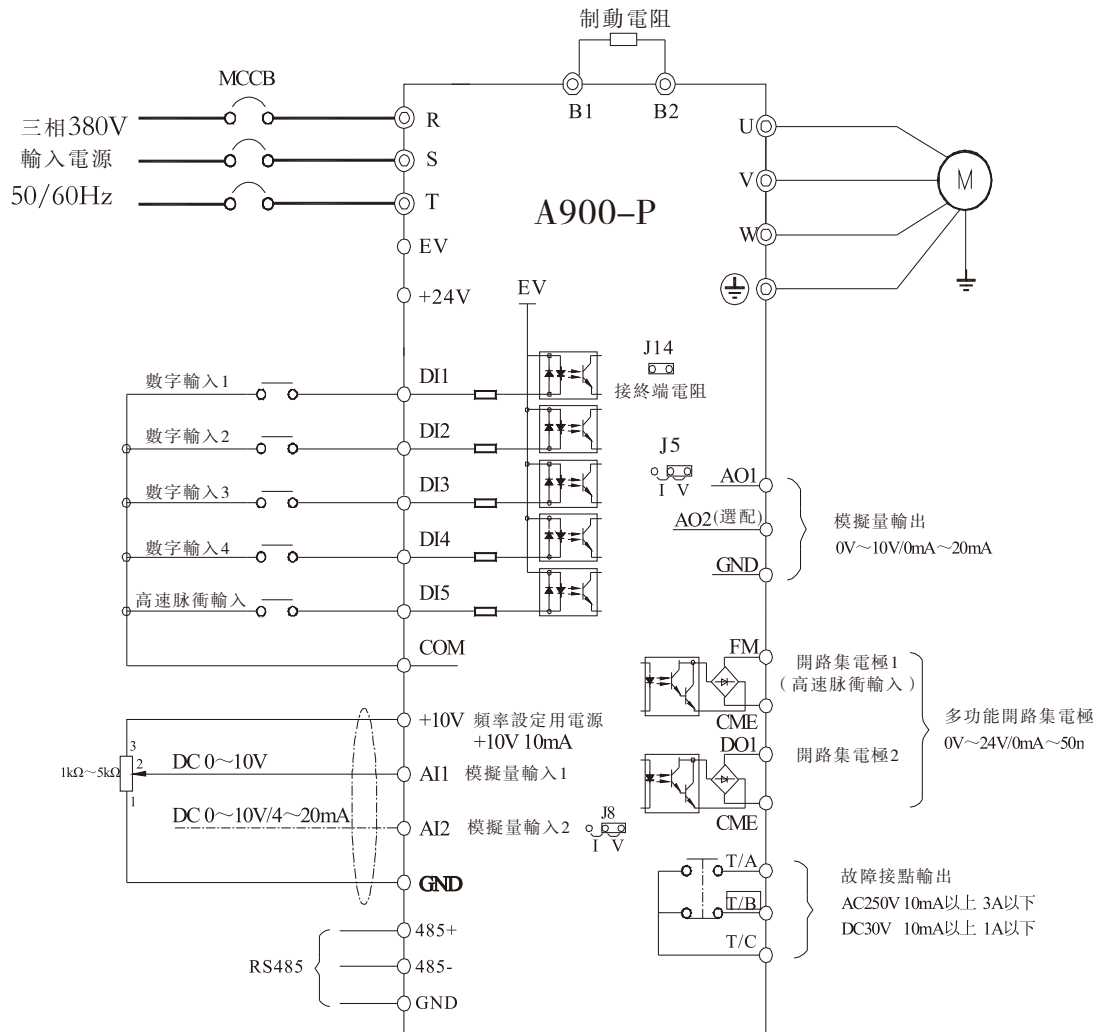 制動電阻
B1
B2
MCCB
三相380V
輸入電源
50/60Hz
R
S
T
EV
+24V
A900-P
U
V
W
M
EV
J14
接終端電阻
數字輸入1
DI1
數字輸入2
DI2
數字輸入3
DI3
數字輸入4
DI4
高速脉衝輸入
DI5
COM
J5
I V
AO1
AO2(選配)
GND
模擬量輸出
0V～10V/0mA～20mA
FM
CME
開路集電極1
(高速脉衝輸入)
DO1
CME
開路集電極2
多功能開路集電極
0V～24V/0mA～50n
+10V 頻率設定用電源
+10V 10mA
3
2
1
1kΩ～5kΩ
DC 0～10V
AI1 模擬量輸入1
DC 0～10V/4～20mA
AI2 模擬量輸入2
J8
I V
GND
T/A
T/B
T/C
故障接點輸出
AC250V 10mA以上 3A以下
DC30V 10mA以上 1A以下
RS485
485+
485-
GND